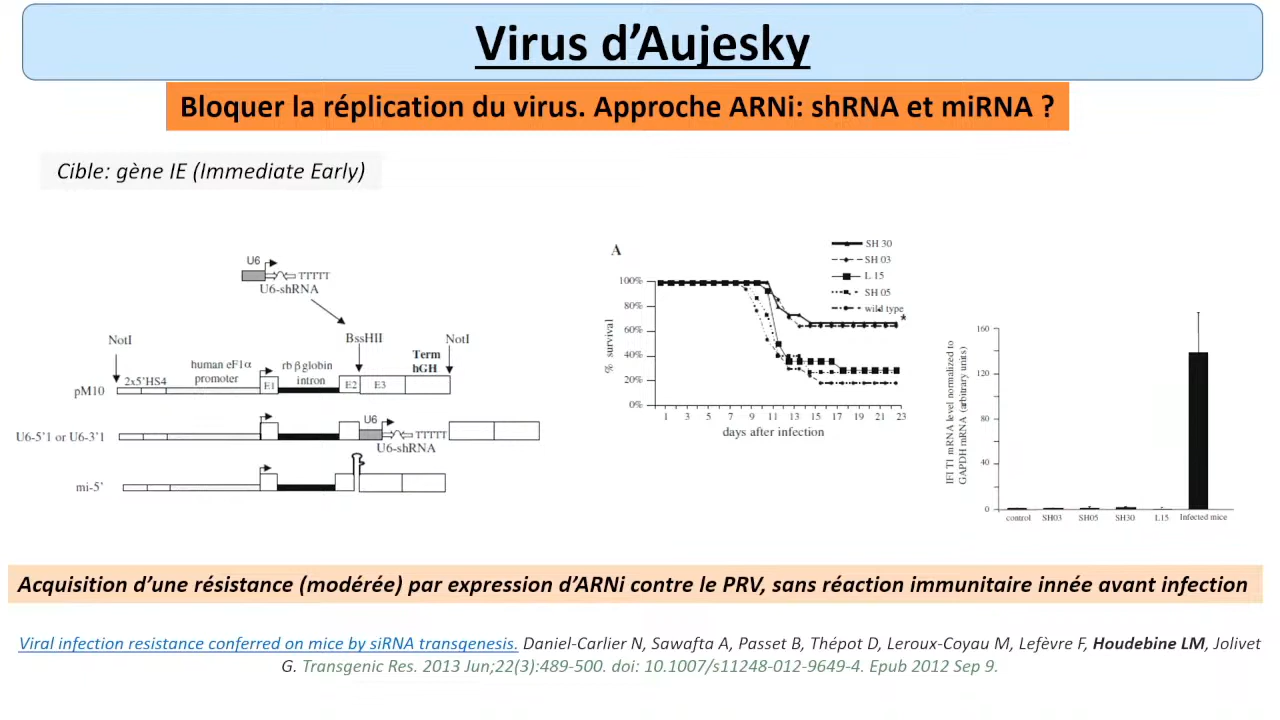 Virus d'Aujesky
Bloquer la réplication du virus. Approche ARNi: shRNA et miRNA ?
Cible: gène IE (Immediate Early)
U6
TTTTT
U6-shRNA
NotI
BssHII
NotI
human eF1α
promoter
rb β globin
intron
Term
hGH
2x5'HS4
E1
E2
E3
pM10
U6
U6-5'1 or U6-3'1
TTTTT
U6-shRNA
mi-5'
A
SH 30
SH 03
L 15
SH 05
wild type
*
% survival
100%
80%
60%
40%
20%
0%
1 3 5 7 9 11 13 15 17 19 21 23
days after infection
IFI T1 mRNA level normalized to
GAPDH mRNA (arbitrary units)
160
120
80
40
0
control SH03 SH05 SH30 L15 Infected mice
Acquisition d'une résistance (modérée) par expression d'ARNi contre le PRV, sans réaction immunitaire innée avant infection
Viral infection resistance conferred on mice by siRNA transgenesis. Daniel-Carlier N, Sawafta A, Passet B, Thépot D, Leroux-Coyau M, Lefèvre F, Houdebine LM, Jolivet
G. Transgenic Res. 2013 Jun;22(3):489-500. doi: 10.1007/s11248-012-9649-4. Epub 2012 Sep 9.